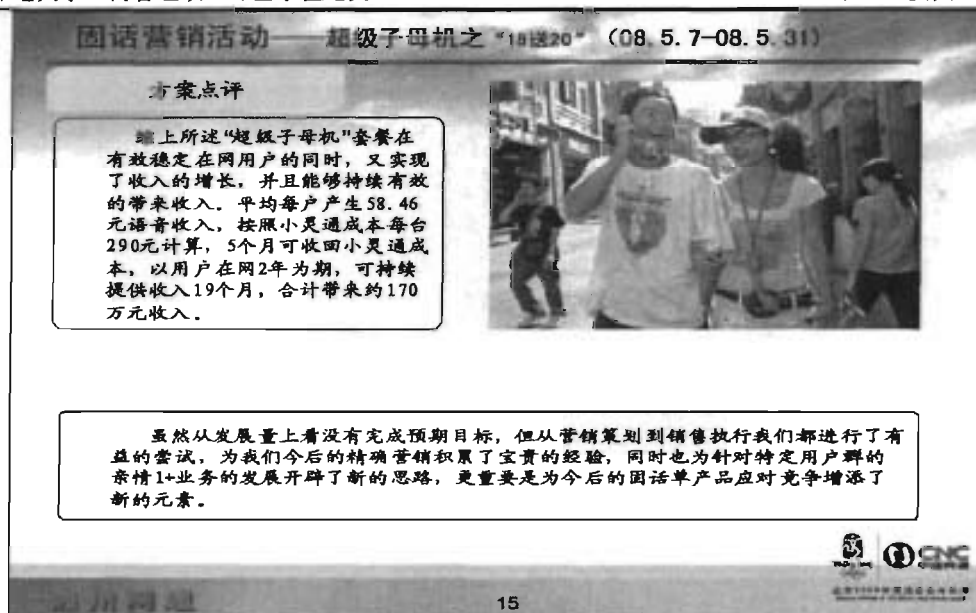 固话营销活动——超级子母机之“18送20”（08.5.7-08.5.31）
方案点评
综上所述“超级子母机”套餐在
有效稳定在网用户的同时，又实现
了收入的增长，并且能够持续有效
的带来收入。平均每户产生58.46
元语音收入，按照小灵通成本每台
290元计算，5个月可收回小灵通成
本，以用户在网2年为期，可持续
提供收入19个月，合计带来约170
万元收入。
虽然从发展量上看没有完成预期目标，但从营销策划到销售执行我们都进行了有
益的尝试，为我们今后的精确营销积累了宝贵的经验，同时也为针对特定用户群的
亲情1+业务的发展开辟了新的思路，更重要是为今后的固话单产品应对竞争增添了
新的元素。
CNC
15